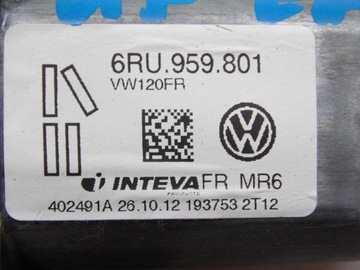 6RU.959.801
VW120FR
INTEVA FR MR6
PRODUCTS
402491A 26.10.12 193753 2T12